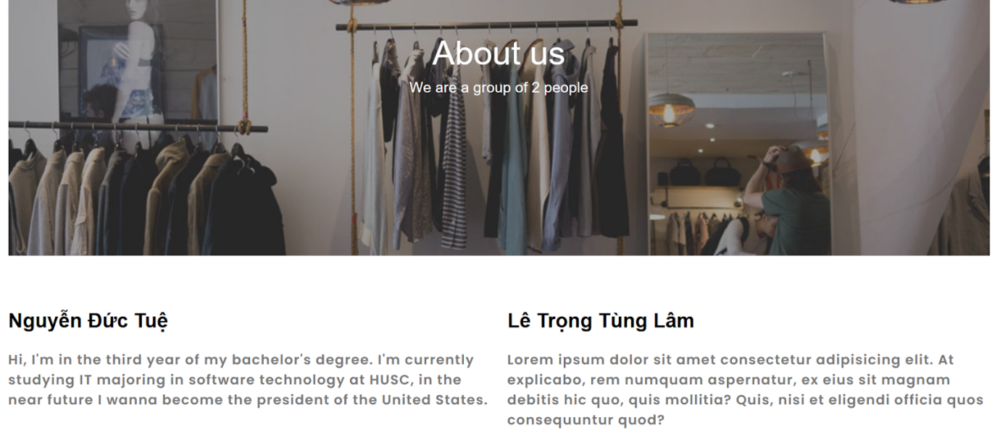 About us
We are a group of 2 people
Nguyễn Đức Tuệ
Hi, I'm in the third year of my bachelor's degree. I'm currently
studying IT majoring in software technology at HUSC, in the
near future I wanna become the president of the United States.
Lê Trọng Tùng Lâm
Lorem ipsum dolor sit amet consectetur adipisicing elit. At
explicabo, rem numquam aspernatur, ex eius sit magnam
debitis hic quo, quis mollitia? Quis, nisi et eligendi officia quos
consequuntur quod?